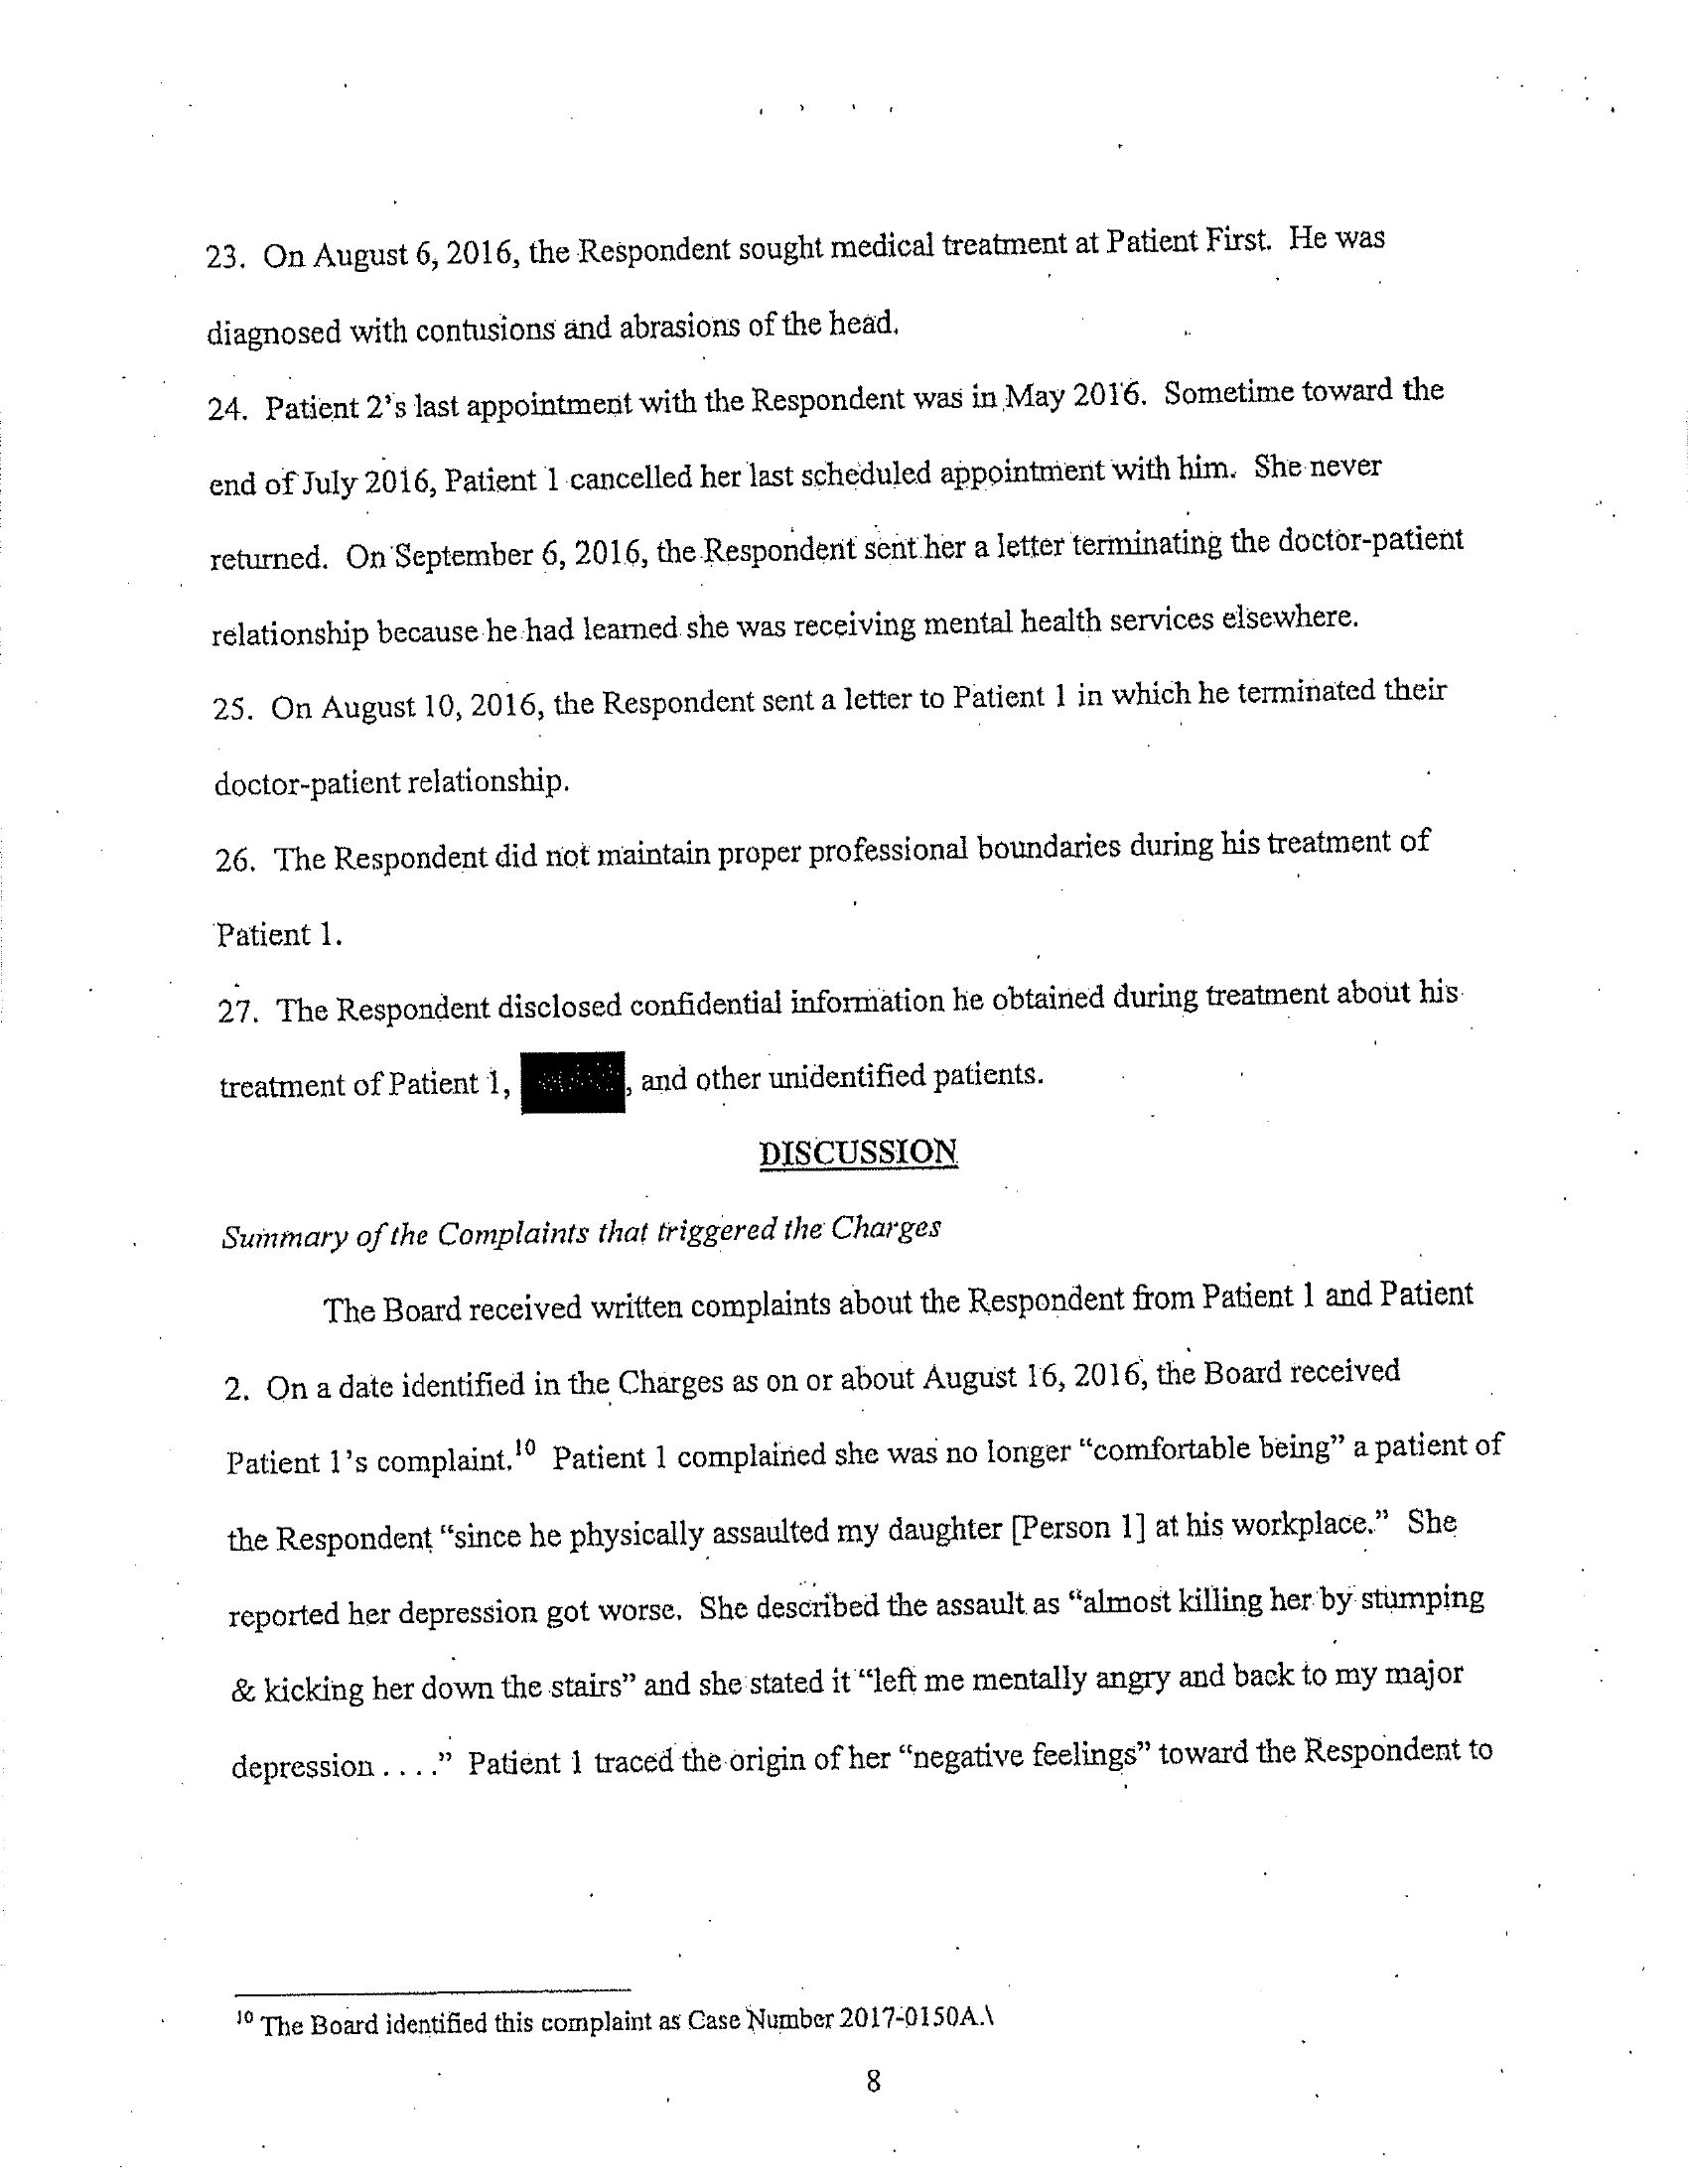 23. On August 6, 2016, the Respondent sought medical treatment at Patient First. He was
diagnosed with contusions and abrasions of the head.
24. Patient 2's last appointment with the Respondent was in May 2016. Sometime toward the
end of July 2016, Patient 1 cancelled her last scheduled appointment with him. She never
returned. On September 6, 2016, the Respondent sent her a letter terminating the doctor-patient
relationship because he had learned she was receiving mental health services elsewhere.
25. On August 10, 2016, the Respondent sent a letter to Patient 1 in which he terminated their
doctor-patient relationship.
26. The Respondent did not maintain proper professional boundaries during his treatment of
Patient 1.
27. The Respondent disclosed confidential information he obtained during treatment about his
treatment of Patient 1, , and other unidentified patients.
DISCUSSION
Summary of the Complaints that triggered the Charges
The Board received written complaints about the Respondent from Patient 1 and Patient
2. On a date identified in the Charges as on or about August 16, 2016, the Board received
Patient 1's complaint.10 Patient 1 complained she was no longer "comfortable being" a patient of
the Respondent "since he physically assaulted my daughter [Person 1] at his workplace." She
reported her depression got worse. She described the assault as "almost killing her by stumping
& kicking her down the stairs" and she stated it "left me mentally angry and back to my major
depression . . . ." Patient 1 traced the origin of her "negative feelings" toward the Respondent to
10 The Board identified this complaint as Case Number 2017-0150A.\
8